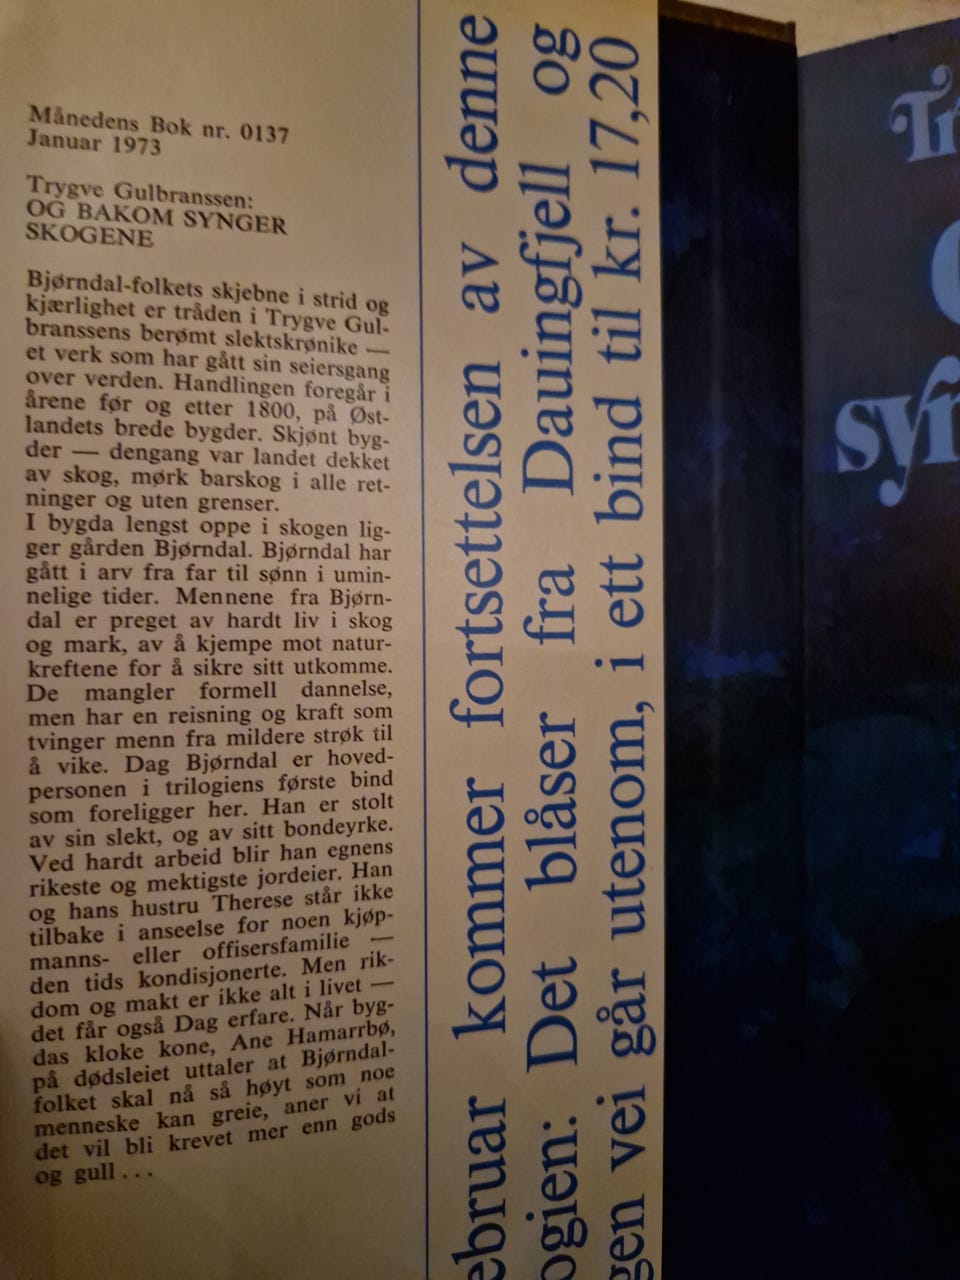 Månedens Bok nr. 0137
Januar 1973
Trygve Gulbranssen:
OG BAKOM SYNGER
SKOGENE
Bjørndal-folkets skjebne i strid og
kjærlighet er tråden i Trygve Gul-
branssens berømt slektskrønike —
et verk som har gått sin seiersgang
over verden. Handlingen foregår i
årene før og etter 1800, på Øst-
landets brede bygder. Skjønt byg-
der — dengang var landet dekket
av skog, mørk barskog i alle ret-
ninger og uten grenser.
I bygda lengst oppe i skogen lig-
ger gården Bjørndal. Bjørndal har
gått i arv fra far til sønn i umin-
nelige tider. Mennene fra Bjørn-
dal er preget av hardt liv i skog
og mark, av å kjempe mot natur-
kreftene for å sikre sitt utkomme.
De mangler formell dannelse,
men har en reisning og kraft som
tvinger menn fra mildere strøk til
å vike. Dag Bjørndal er hoved-
personen i trilogiens første bind
som foreligger her. Han er stolt
av sin slekt, og av sitt bondeyrke.
Ved hardt arbeid blir han egnens
rikeste og mektigste jordeier. Han
og hans hustru Therese står ikke
tilbake i anseelse for noen kjøp-
manns- eller offisersfamilie —
den tids kondisjonerte. Men rik-
dom og makt er ikke alt i livet —
det får også Dag erfare. Når byg-
das kloke kone, Ane Hamarrbø,
på dødsleiet uttaler at Bjørndal-
folket skal nå så høyt som noe
menneske kan greie, aner vi at
det vil bli krevet mer enn gods
og gull . . .
ebruar kommer fortsettelsen av denne
ogien: Det blåser fra Dauingfjell og
gen vei går utenom, i ett bind til kr. 17,20
Tr
syn